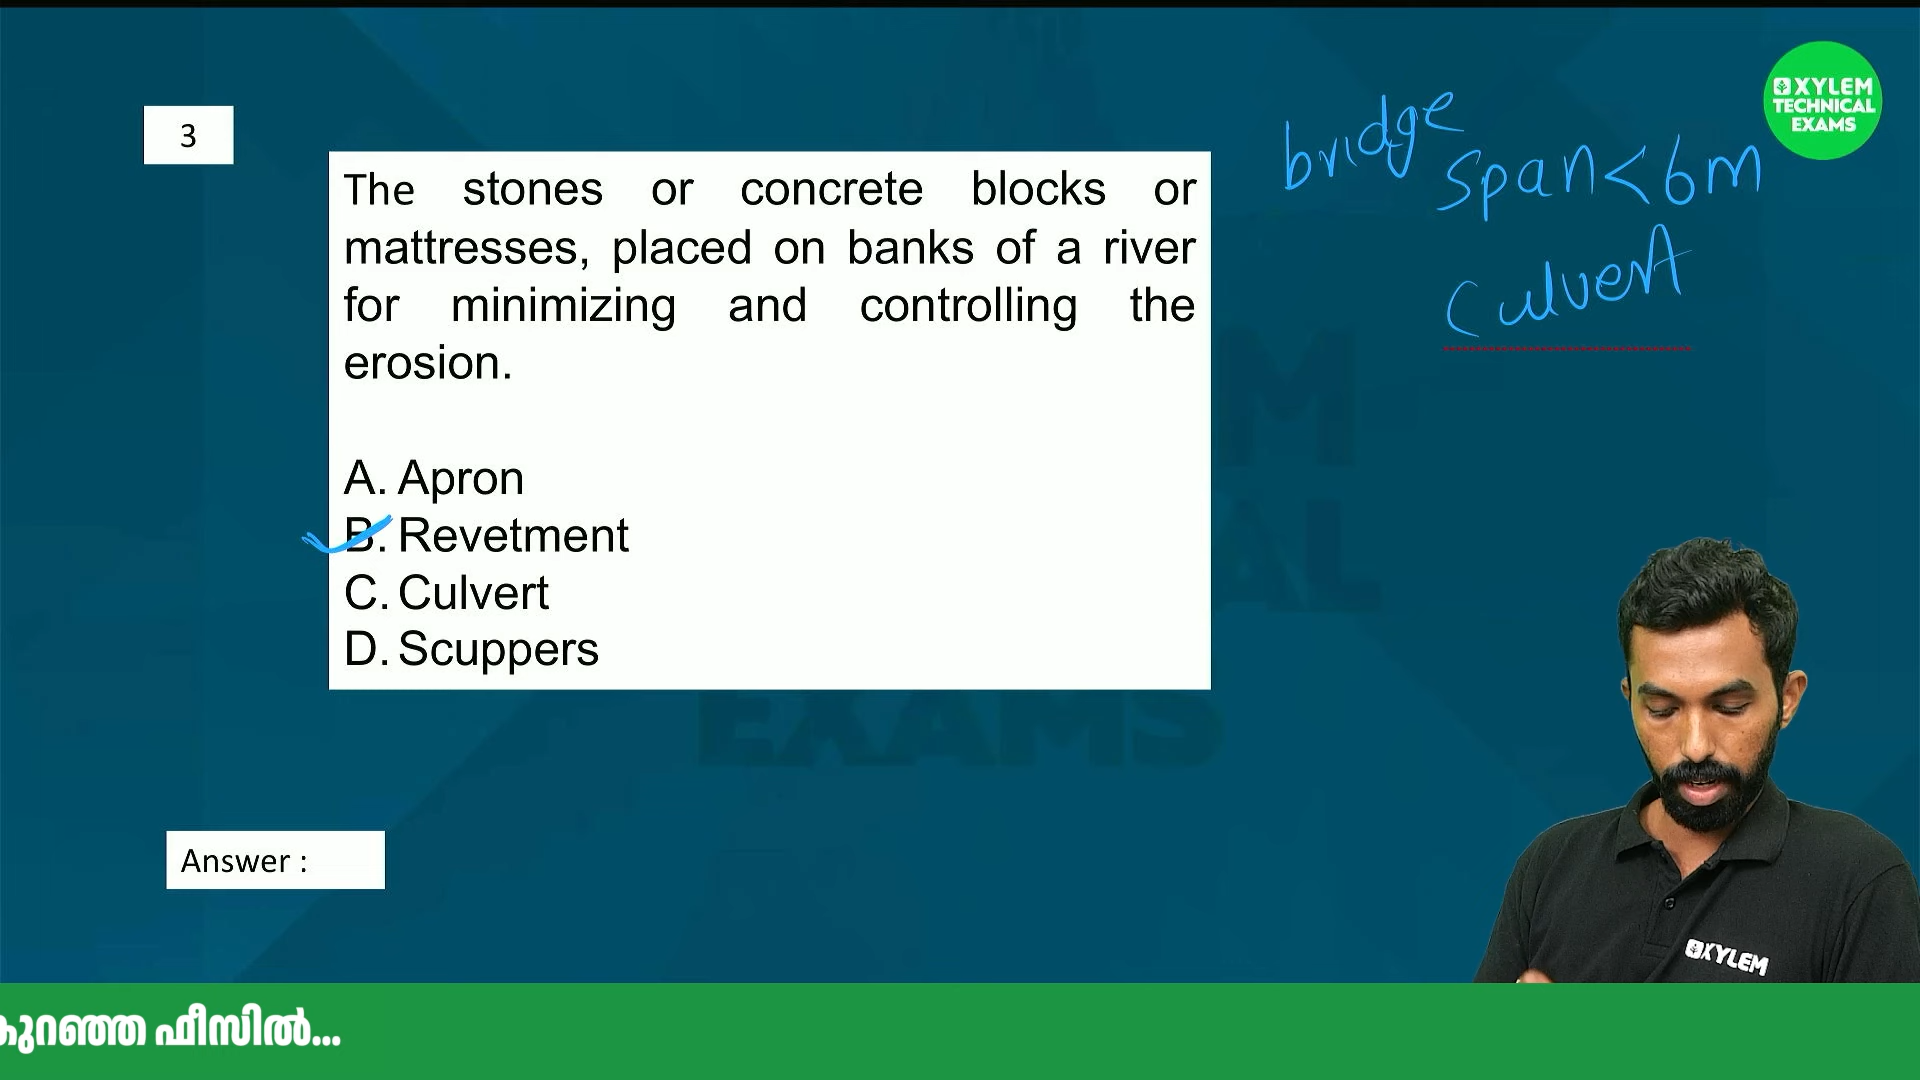 3
The stones or concrete blocks or
mattresses, placed on banks of a river
for minimizing and controlling the
erosion.
A. Apron
B. Revetment
C. Culvert
D. Scuppers
Answer :
bridge
span<6m
Culvert
XYLEM
TECHNICAL
EXAMS
EXAMS
XYLEM
കുറഞ്ഞ ഫീസിൽ...